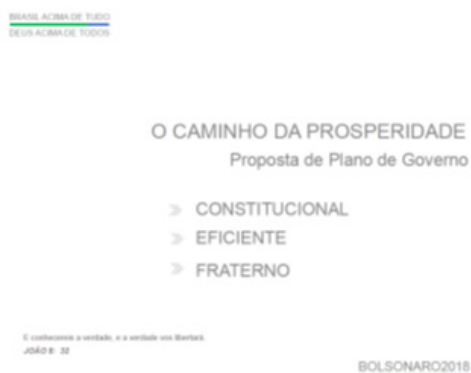 BRASIL ACIMA DE TUDO
DEUS ACIMA DE TODOS
O CAMINHO DA PROSPERIDADE
Proposta de Plano de Governo
CONSTITUCIONAL
EFICIENTE
FRATERNO
E conhecereis a verdade, e a verdade vos libertará.
JOÃO 8: 32
BOLSONARO2018